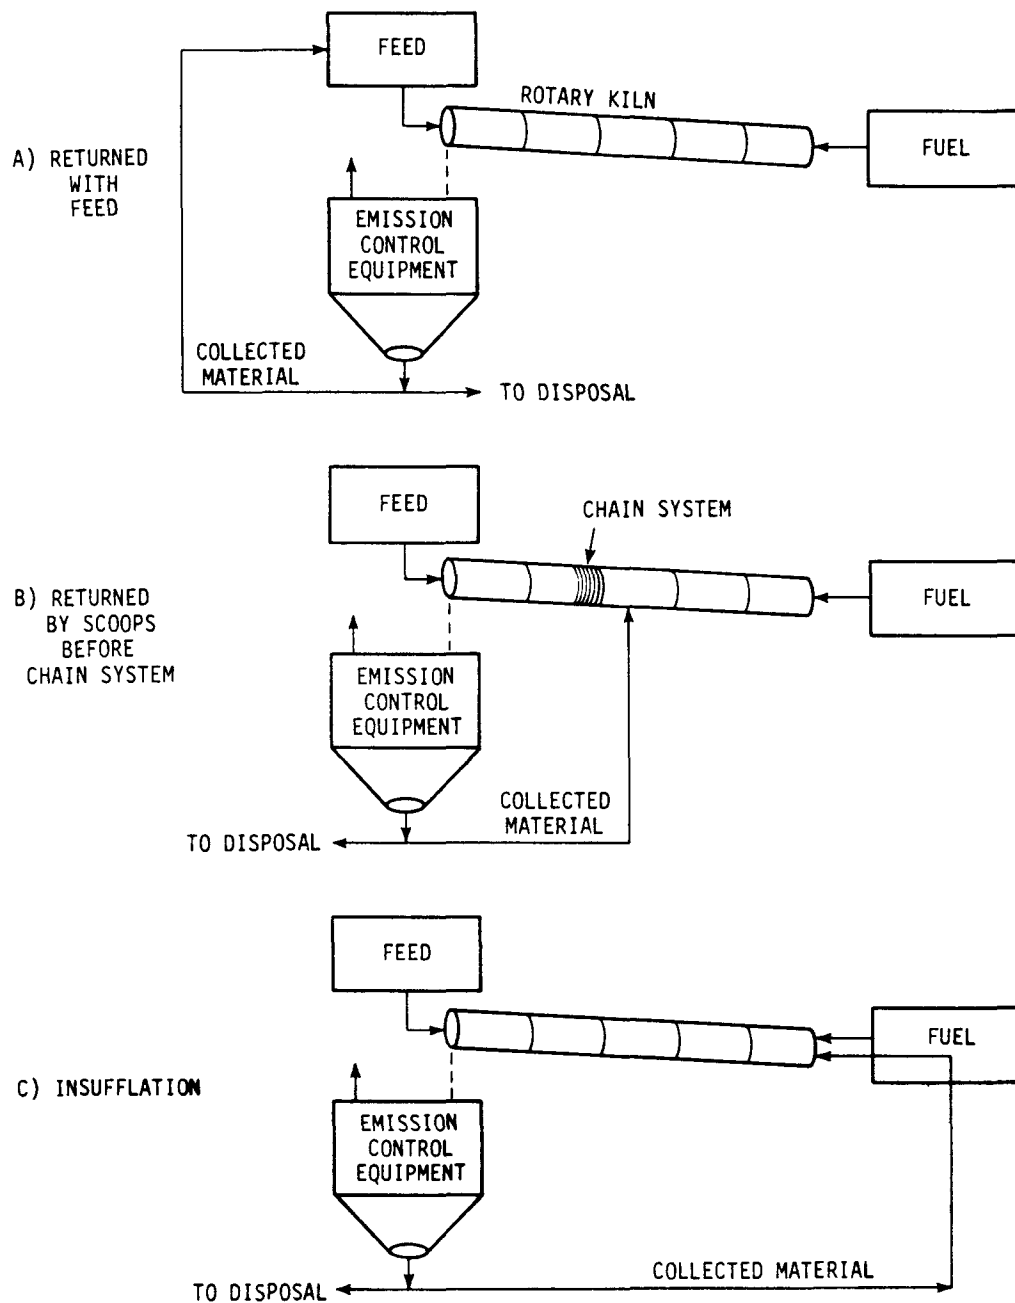 FEED
ROTARY KILN
FUEL
A) RETURNED
WITH
FEED
EMISSION
CONTROL
EQUIPMENT
COLLECTED
MATERIAL
TO DISPOSAL
FEED
CHAIN SYSTEM
FUEL
B) RETURNED
BY SCOOPS
BEFORE
CHAIN SYSTEM
EMISSION
CONTROL
EQUIPMENT
COLLECTED
MATERIAL
TO DISPOSAL
FEED
FUEL
C) INSUFFLATION
EMISSION
CONTROL
EQUIPMENT
COLLECTED MATERIAL
TO DISPOSAL